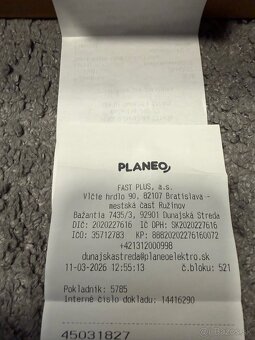 PLANEO
FAST PLUS, a.s.
Vlčie hrdlo 90, 82107 Bratislava -
mestská časť Ružinov
Bažantia 7435/3, 92901 Dunajská Streda
DIČ: 2020227616 IČ DPH: SK2020227616
IČO: 35712783 KP: 88820202276160072
+421312000998
dunajskastreda@planeoelektro.sk
11-03-2026 12:55:13 č.bloku: 521
Pokladník: 5785
Interné číslo dokladu: 14416290
45031827